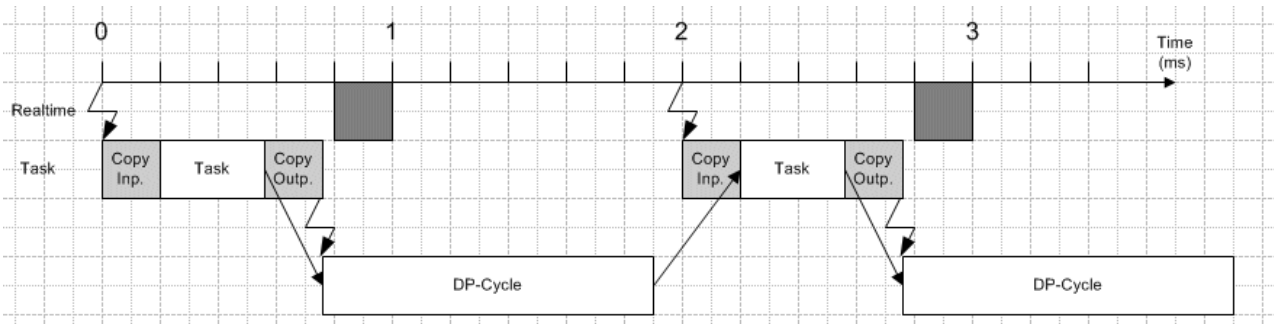 0 1 2 3
Time
(ms)
Realtime
Task
Copy
Inp.
Task
Copy
Outp.
Copy
Inp.
Task
Copy
Outp.
DP-Cycle
DP-Cycle